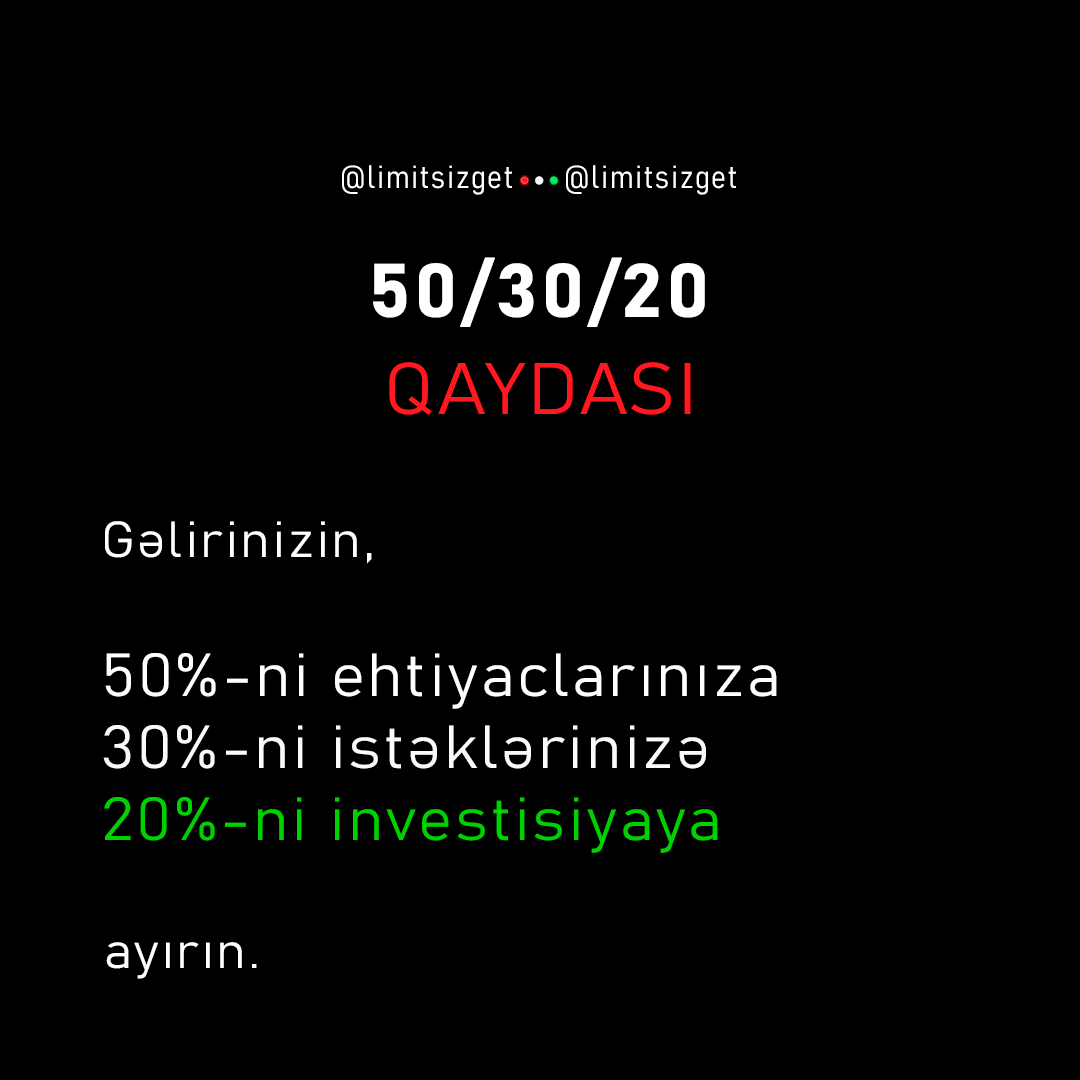 @limitsizget•••@limitsizget
50/30/20
QAYDASI
Gəlirinizin,
50%-ni ehtiyaclarınıza
30%-ni istəklərinizə
20%-ni investisiyaya
ayırın.